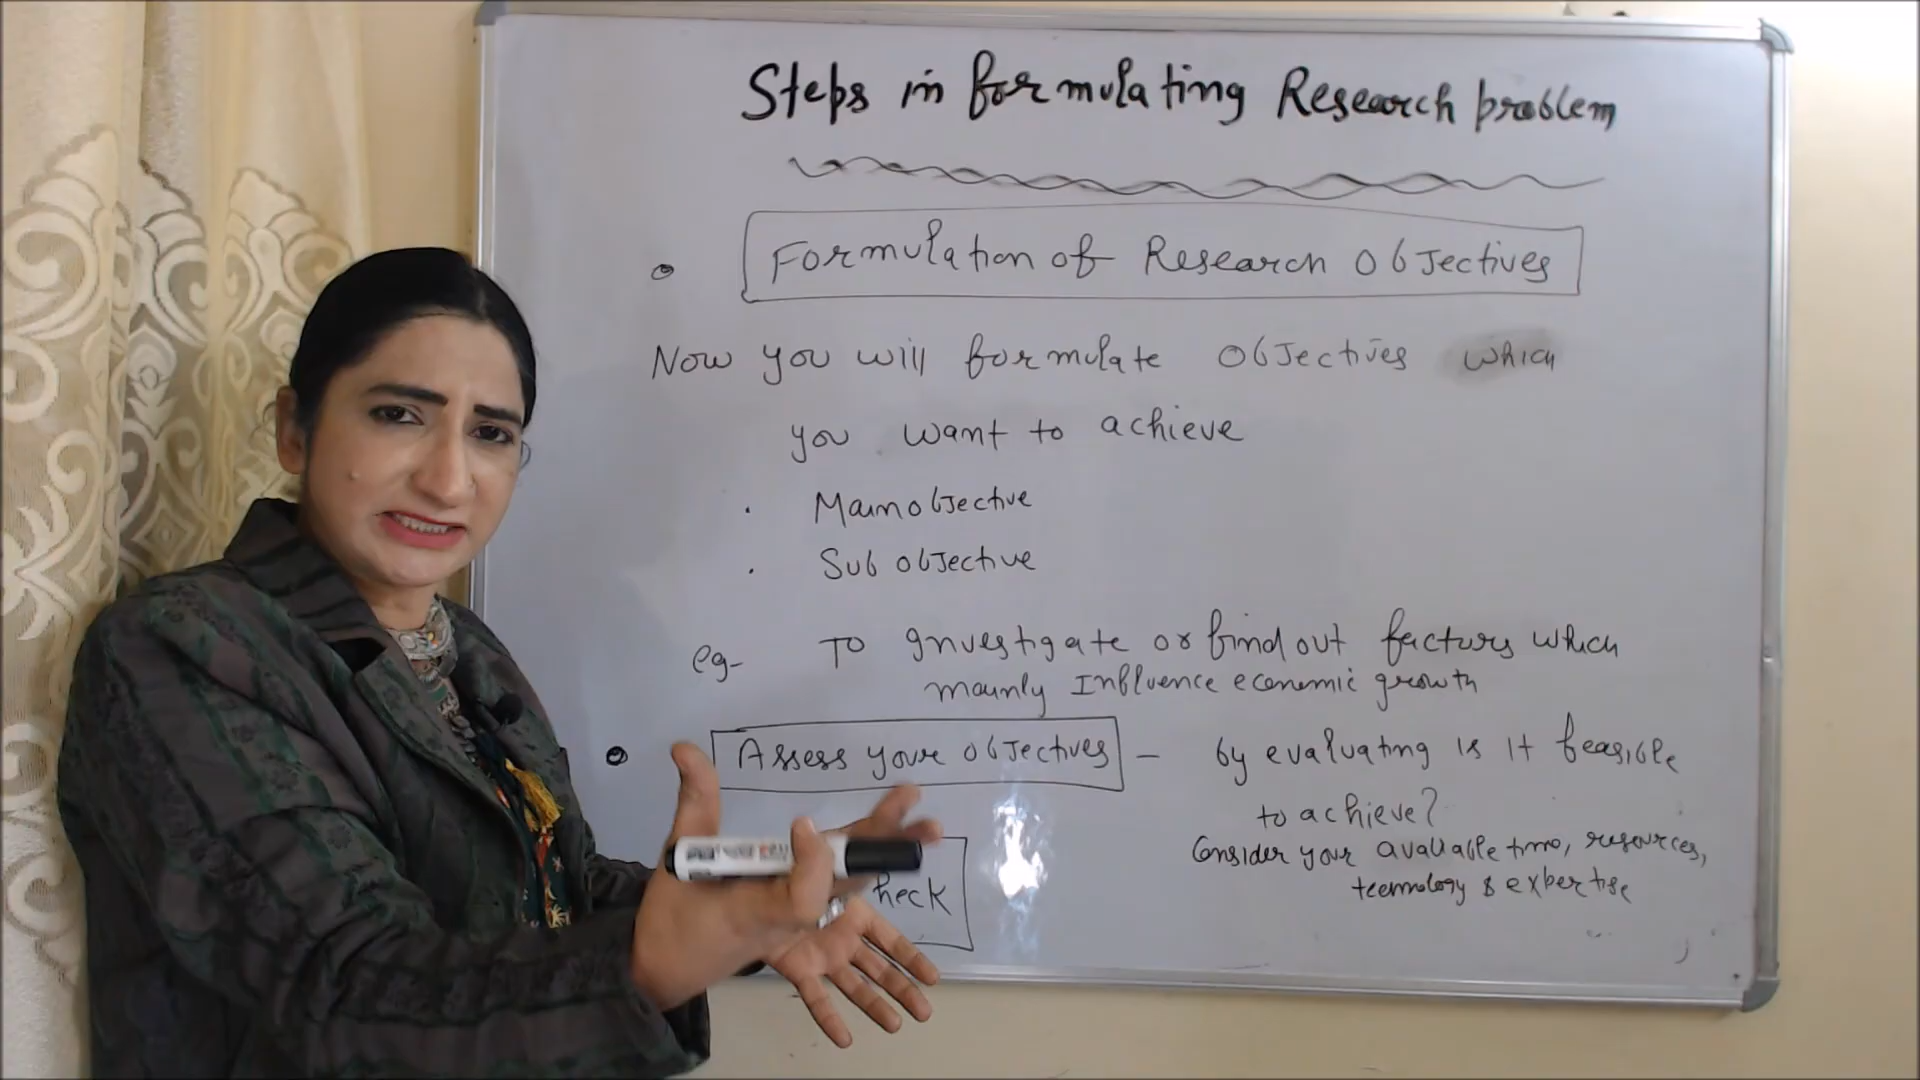 Steps in formulating Research problem
Formulation of Research Objectives
Now you will formulate objectives which
you want to achieve
Main objective
Sub objective
eg- To Investigate or find out factors which
mainly Influence economic growth
Assess your objectives - by evaluating is it feasible
to achieve?
Consider your available time, resources,
technology & expertise
heck